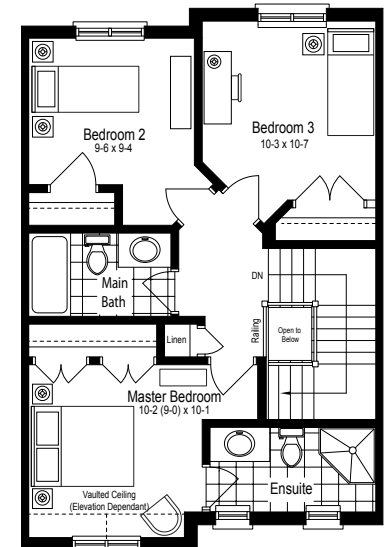 Bedroom 2
9-6 x 9-4
Bedroom 3
10-3 x 10-7
DN
Main
Bath
Linen
Railing
Open to
Below
Master Bedroom
10-2 (9-0) x 10-1
Vaulted Ceiling
(Elevation Dependant)
Ensuite